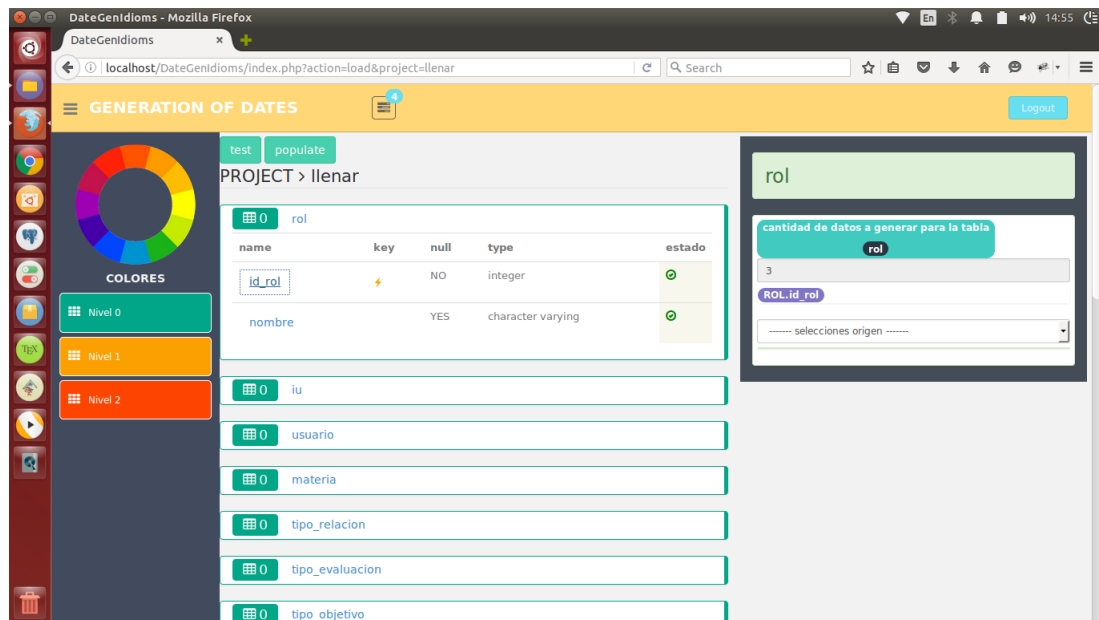 DateGenIdioms - Mozilla Firefox
En
14:55
DateGenIdioms
localhost/DateGenIdioms/index.php?action=load&project=llenar
Search
GENERATION OF DATES
4
Logout
COLORES
Nivel 0
Nivel 1
Nivel 2
test populate
PROJECT > llenar
0 rol
name key null type estado
id_rol NO integer
nombre YES character varying
0 iu
0 usuario
0 materia
0 tipo_relacion
0 tipo_evaluacion
0 tipo_objetivo
rol
cantidad de datos a generar para la tabla
rol
3
ROL.id_rol
------- selecciones origen -------
TEX